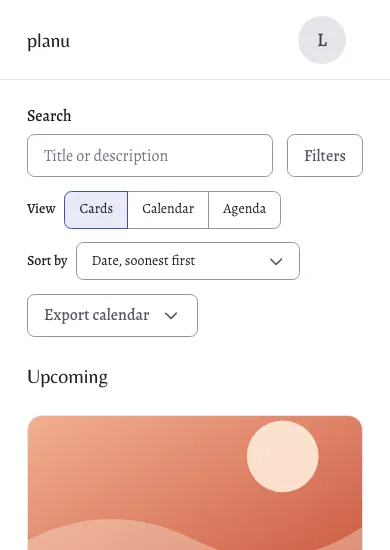 planu
L
Search
Title or description
Filters
View
Cards
Calendar
Agenda
Sort by
Date, soonest first
Export calendar
Upcoming